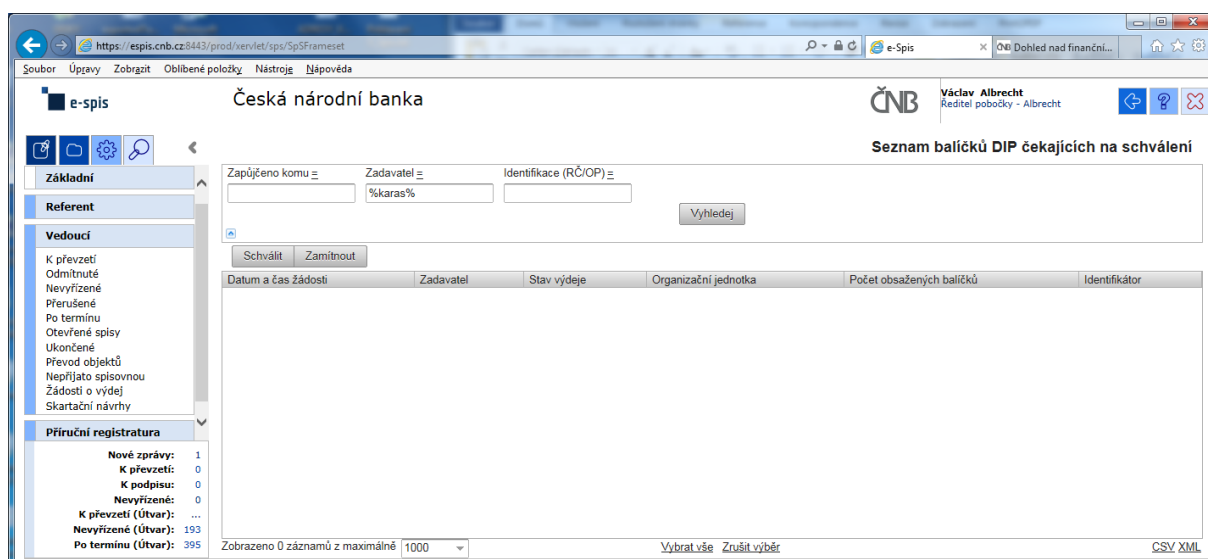 https://espis.cnb.cz:8443/prod/xervlet/sps/SpSFrameset
e-Spis
Dohled nad finanční...
Soubor Úpravy Zobrazit Oblíbené položky Nástroje Nápověda
e-spis
Česká národní banka
ČNB
Václav Albrecht
Ředitel pobočky - Albrecht
Seznam balíčků DIP čekajících na schválení
Základní
Referent
Vedoucí
K převzetí
Odmítnuté
Nevyřízené
Přerušené
Po termínu
Otevřené spisy
Ukončené
Převod objektů
Nepřijato spisovnou
Žádosti o výdej
Skartační návrhy
Příruční registratura
Nové zprávy: 1
K převzetí: 0
K podpisu: 0
Nevyřízené: 0
K převzetí (Útvar): ...
Nevyřízené (Útvar): 193
Po termínu (Útvar): 395
Zapůjčeno komu = Zadavatel = Identifikace (RČ/OP) =
%karas%
Vyhledej
Schválit Zamítnout
Datum a čas žádosti Zadavatel Stav výdeje Organizační jednotka Počet obsažených balíčků Identifikátor
Zobrazeno 0 záznamů z maximálně 1000 Vybrat vše Zrušit výběr CSV XML